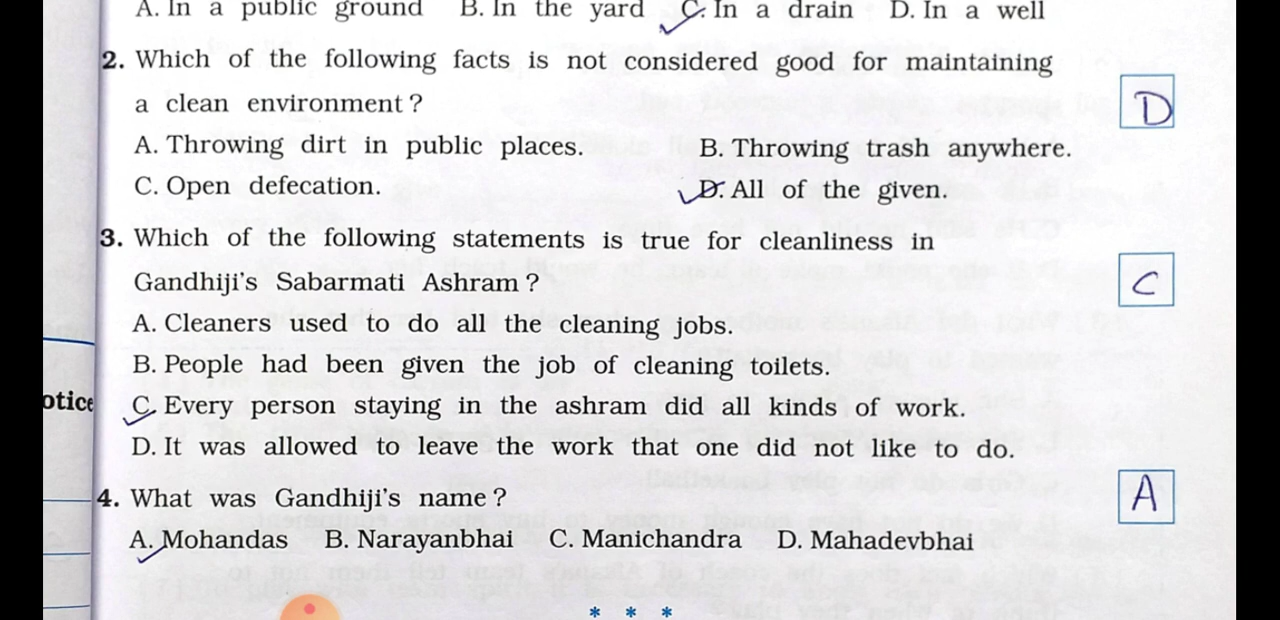 A. In a public ground B. In the yard C. In a drain D. In a well
2. Which of the following facts is not considered good for maintaining
a clean environment ?
D
A. Throwing dirt in public places. B. Throwing trash anywhere.
C. Open defecation. D. All of the given.
3. Which of the following statements is true for cleanliness in
Gandhiji's Sabarmati Ashram ?
C
A. Cleaners used to do all the cleaning jobs.
B. People had been given the job of cleaning toilets.
otice
C. Every person staying in the ashram did all kinds of work.
D. It was allowed to leave the work that one did not like to do.
4. What was Gandhiji's name ?
A
A. Mohandas B. Narayanbhai C. Manichandra D. Mahadevbhai
* * *